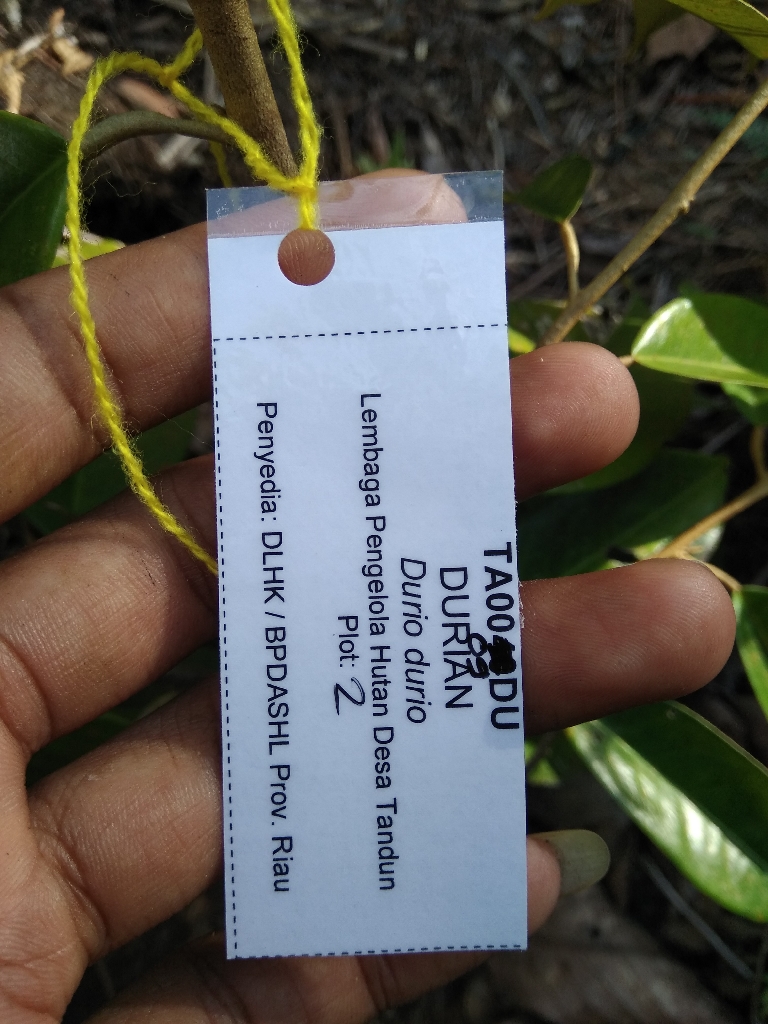 TA00 DU
DURIAN
Durio durio
Lembaga Pengelola Hutan Desa Tandun
Plot: 2
Penyedia: DLHK / BPDASHL Prov. Riau